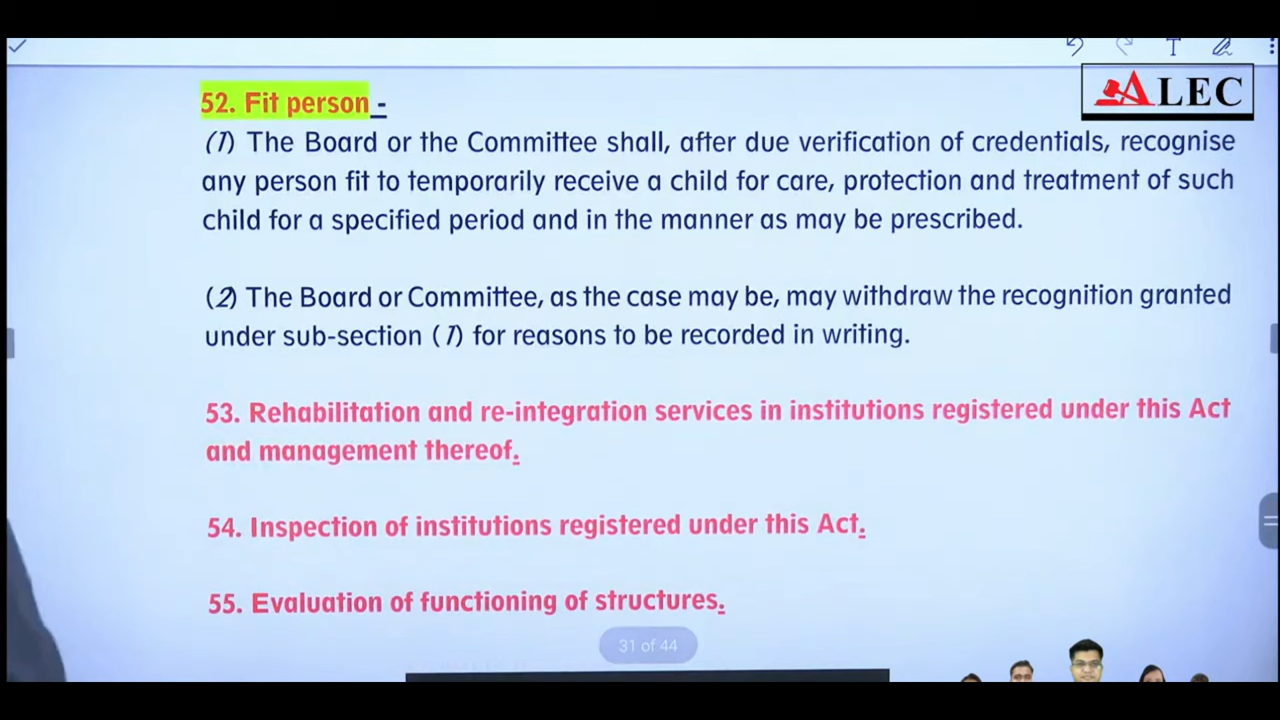 ALEC
52. Fit person -
(1) The Board or the Committee shall, after due verification of credentials, recognise
any person fit to temporarily receive a child for care, protection and treatment of such
child for a specified period and in the manner as may be prescribed.
(2) The Board or Committee, as the case may be, may withdraw the recognition granted
under sub-section (1) for reasons to be recorded in writing.
53. Rehabilitation and re-integration services in institutions registered under this Act
and management thereof.
54. Inspection of institutions registered under this Act.
55. Evaluation of functioning of structures.
31 of 44